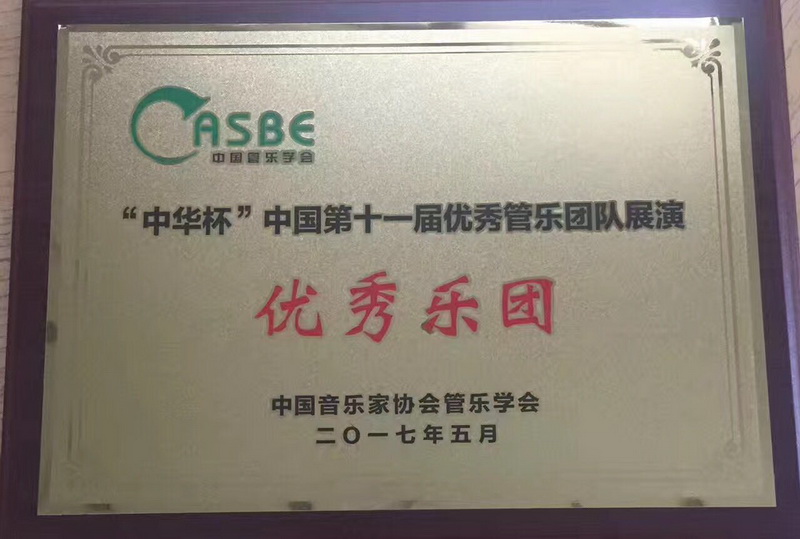 CASBE
中国管乐学会
“中华杯”中国第十一届优秀管乐团队展演
优秀乐团
中国音乐家协会管乐学会
二〇一七年五月